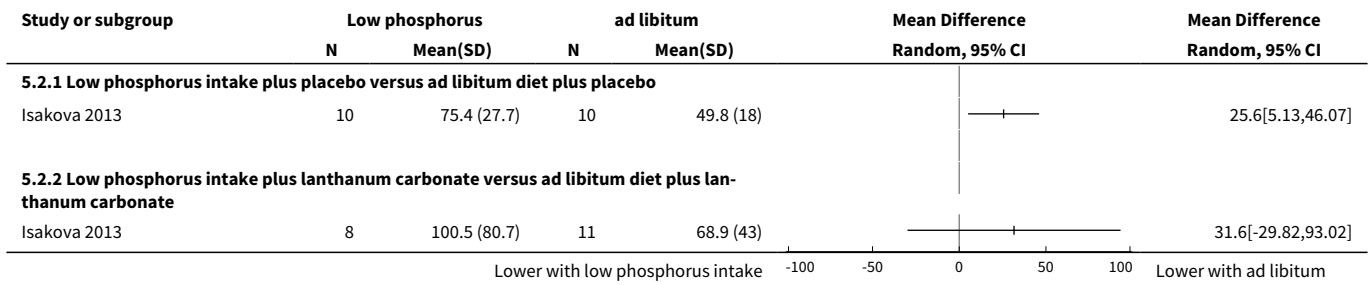 Study or subgroup Low phosphorus ad libitum Mean Difference Mean Difference
N Mean(SD) N Mean(SD) Random, 95% CI Random, 95% CI
5.2.1 Low phosphorus intake plus placebo versus ad libitum diet plus placebo
Isakova 2013 10 75.4 (27.7) 10 49.8 (18) 25.6[5.13,46.07]
5.2.2 Low phosphorus intake plus lanthanum carbonate versus ad libitum diet plus lan-
thanum carbonate
Isakova 2013 8 100.5 (80.7) 11 68.9 (43) 31.6[-29.82,93.02]
Lower with low phosphorus intake -100 -50 0 50 100 Lower with ad libitum